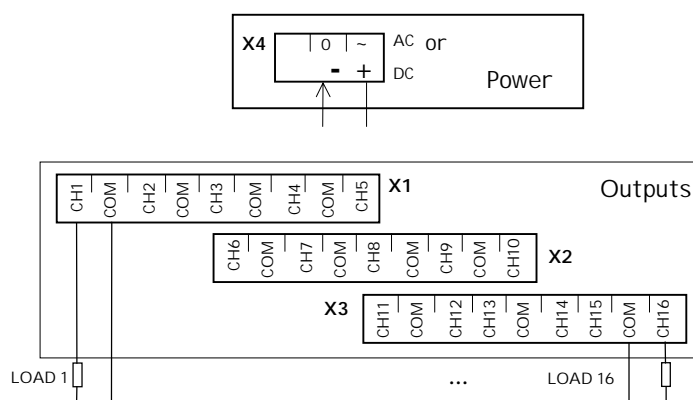 X4 0 ~ AC or
- + DC
Power
Outputs
CH1 COM CH2 COM CH3 COM CH4 COM CH5 X1
CH6 COM CH7 COM CH8 COM CH9 COM CH10 X2
X3 CH11 COM CH12 CH13 COM CH14 CH15 COM CH16
LOAD 1 ... LOAD 16